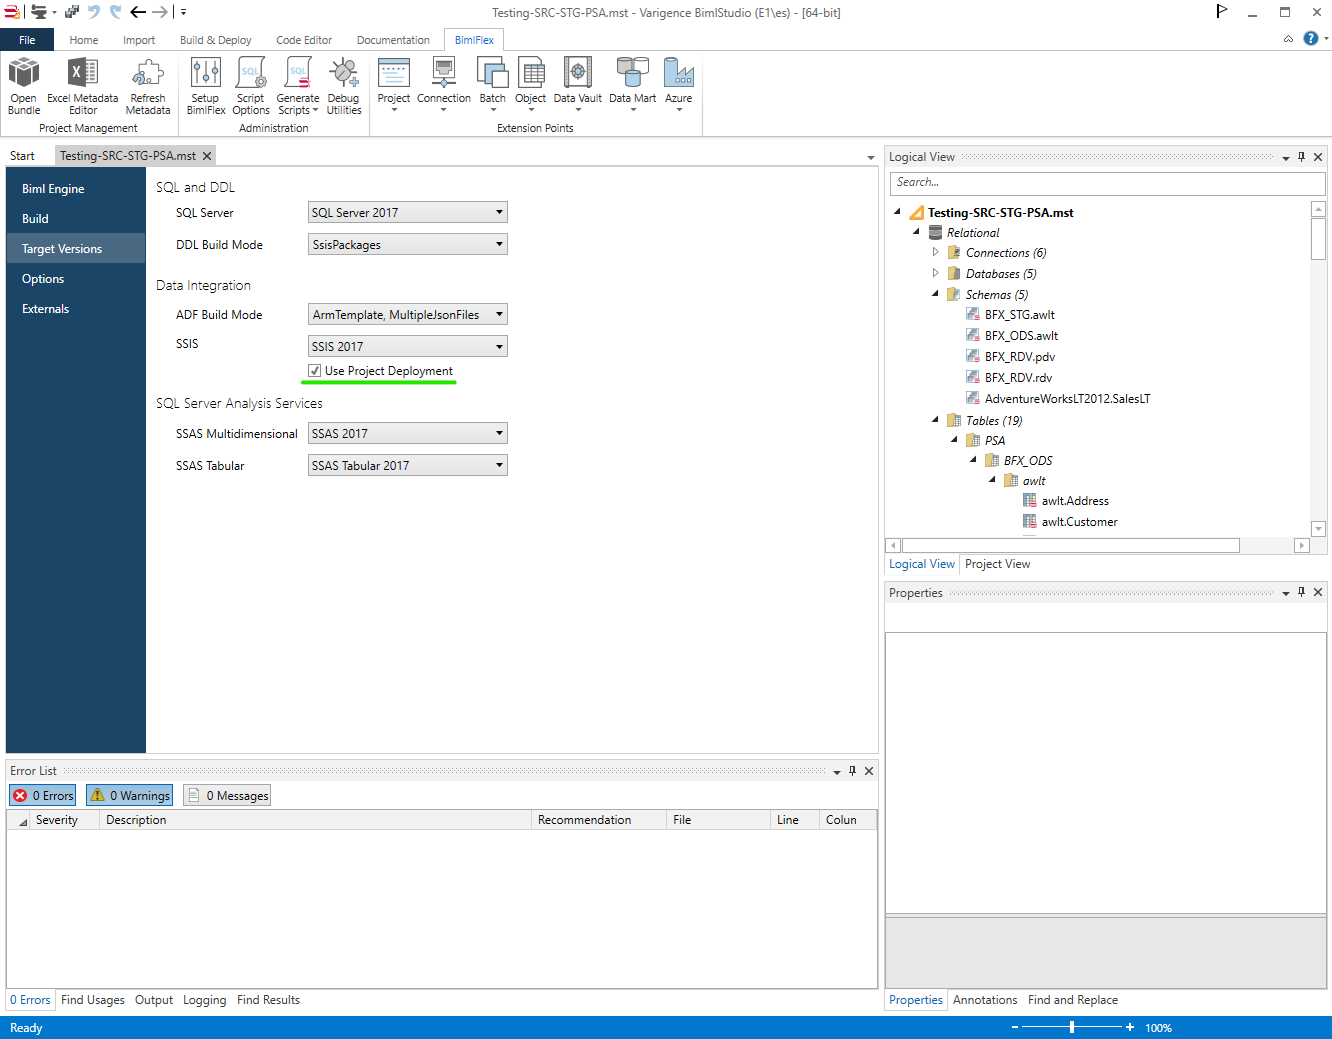 Testing-SRC-STG-PSA.mst - Varigence BimlStudio (E1\es) - [64-bit]
File Home Import Build & Deploy Code Editor Documentation BimlFlex
Open Bundle
Excel Metadata Editor
Refresh Metadata
Setup BimlFlex
Script Options
Generate Scripts
Debug Utilities
Project Connection Batch Object Data Vault Data Mart Azure
Project Management Administration Extension Points
Start Testing-SRC-STG-PSA.mst
Biml Engine
Build
Target Versions
Options
Externals
SQL and DDL
SQL Server SQL Server 2017
DDL Build Mode SsisPackages
Data Integration
ADF Build Mode ArmTemplate, MultipleJsonFiles
SSIS SSIS 2017
Use Project Deployment
SQL Server Analysis Services
SSAS Multidimensional SSAS 2017
SSAS Tabular SSAS Tabular 2017
Logical View
Search...
Testing-SRC-STG-PSA.mst
Relational
Connections (6)
Databases (5)
Schemas (5)
BFX_STG.awlt
BFX_ODS.awlt
BFX_RDV.pdv
BFX_RDV.rdv
AdventureWorksLT2012.SalesLT
Tables (19)
PSA
BFX_ODS
awlt
awlt.Address
awlt.Customer
Logical View Project View
Properties
Error List
0 Errors 0 Warnings 0 Messages
Severity Description Recommendation File Line Colun
0 Errors Find Usages Output Logging Find Results
Properties Annotations Find and Replace
Ready
100%